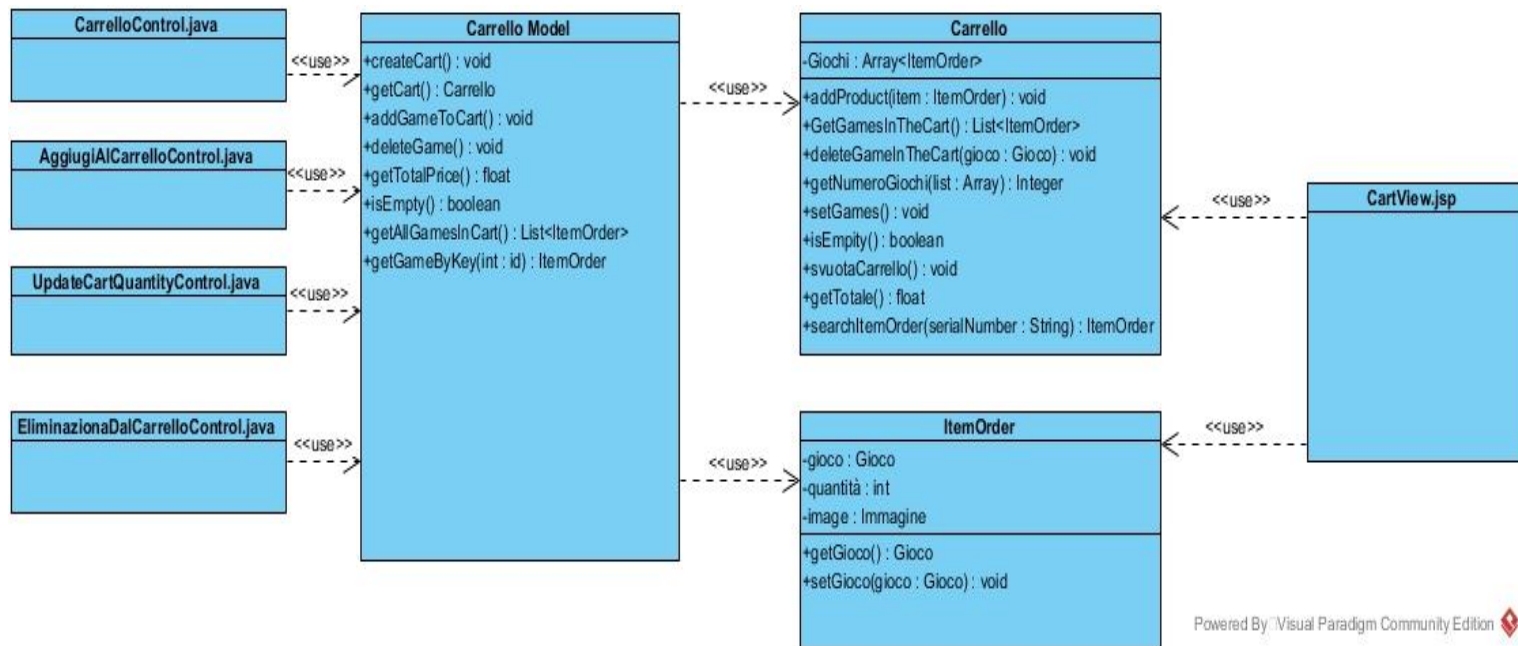 CarrelloControl.java
<<use>>
AggiugiAlCarrelloControl.java
<<use>>
UpdateCartQuantityControl.java
<<use>>
EliminazionaDalCarrelloControl.java
<<use>>
Carrello Model
+createCart() : void
+getCart() : Carrello
+addGameToCart() : void
+deleteGame() : void
+getTotalPrice() : float
+isEmpty() : boolean
+getAllGamesInCart() : List<ItemOrder>
+getGameByKey(int : id) : ItemOrder
<<use>>
<<use>>
Carrello
-Giochi : Array<ItemOrder>
+addProduct(item : ItemOrder) : void
+GetGamesInTheCart() : List<ItemOrder>
+deleteGameInTheCart(gioco : Gioco) : void
+getNumeroGiochi(list : Array) : Integer
+setGames() : void
+isEmpity() : boolean
+svuotaCarrello() : void
+getTotale() : float
+searchItemOrder(serialNumber : String) : ItemOrder
ItemOrder
-gioco : Gioco
-quantità : int
-image : Immagine
+getGioco() : Gioco
+setGioco(gioco : Gioco) : void
<<use>>
<<use>>
CartView.jsp
Powered By Visual Paradigm Community Edition